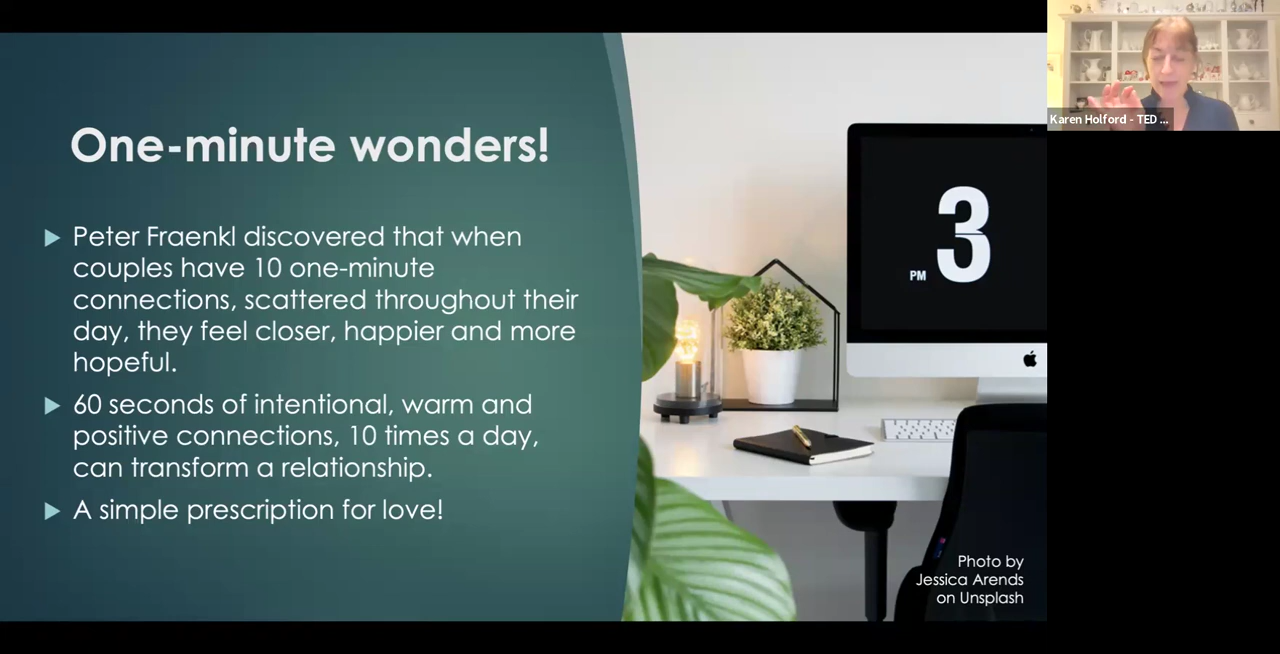 One-minute wonders!
Peter Fraenkl discovered that when
couples have 10 one-minute
connections, scattered throughout their
day, they feel closer, happier and more
hopeful.
60 seconds of intentional, warm and
positive connections, 10 times a day,
can transform a relationship.
A simple prescription for love!
PM
3
Photo by
Jessica Arends
on Unsplash
Karen Holford - TED ...